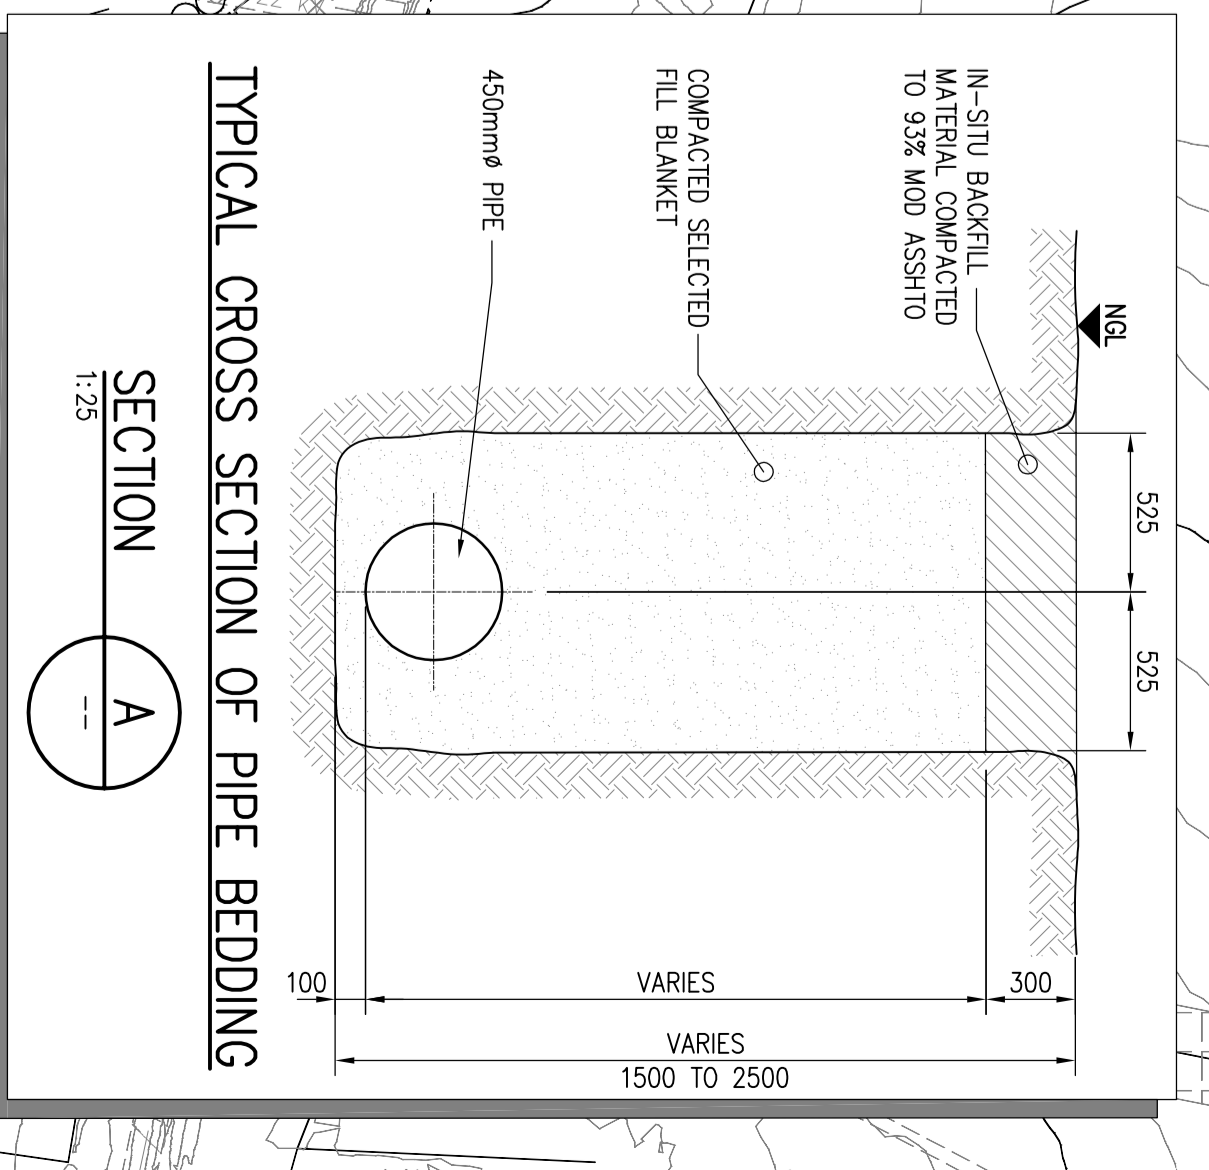 NGL
525
525
IN-SITU BACKFILL
MATERIAL COMPACTED
TO 93% MOD ASSHTO
COMPACTED SELECTED
FILL BLANKET
450mmø PIPE
300
VARIES
100
VARIES
1500 TO 2500
TYPICAL CROSS SECTION OF PIPE BEDDING
SECTION
1:25
A
--